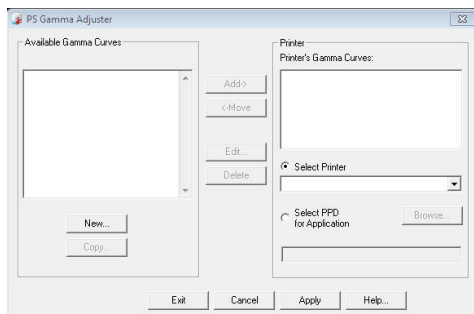 PS Gamma Adjuster
Available Gamma Curves
Add->
<-Move
Edit...
Delete
New...
Copy...
Printer
Printer's Gamma Curves:
Select Printer
Select PPD
for Application
Browse...
Exit
Cancel
Apply
Help...